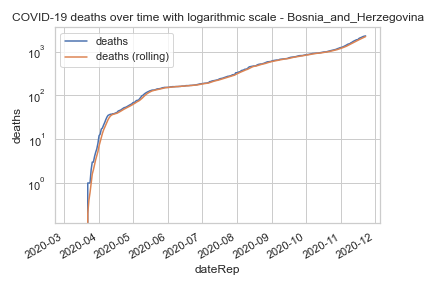 COVID-19 deaths over time with logarithmic scale - Bosnia_and_Herzegovina
deaths
deaths (rolling)
10³
10²
10¹
10⁰
deaths
2020-03
2020-04
2020-05
2020-06
2020-07
2020-08
2020-09
2020-10
2020-11
2020-12
dateRep